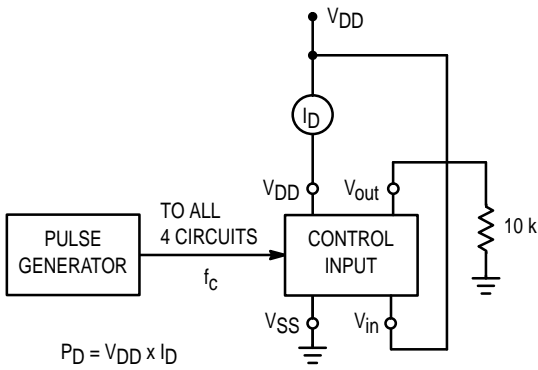 VDD
ID
VDD
Vout
TO ALL
4 CIRCUITS
10 k
PULSE
GENERATOR
CONTROL
INPUT
fc
VSS
Vin
PD = VDD x ID